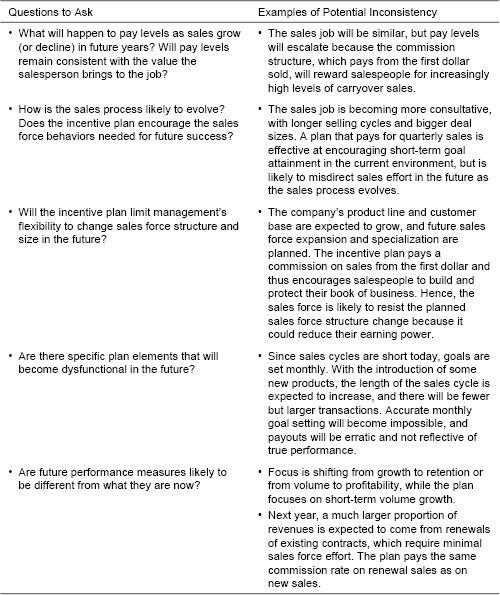 Questions to Ask
Examples of Potential Inconsistency
• What will happen to pay levels as sales grow
(or decline) in future years? Will pay levels
remain consistent with the value the
salesperson brings to the job?
• The sales job will be similar, but pay levels
will escalate because the commission
structure, which pays from the first dollar
sold, will reward salespeople for increasingly
high levels of carryover sales.
• How is the sales process likely to evolve?
Does the incentive plan encourage the sales
force behaviors needed for future success?
• The sales job is becoming more consultative,
with longer selling cycles and bigger deal
sizes. A plan that pays for quarterly sales is
effective at encouraging short-term goal
attainment in the current environment, but is
likely to misdirect sales effort in the future as
the sales process evolves.
• Will the incentive plan limit management's
flexibility to change sales force structure and
size in the future?
• The company's product line and customer
base are expected to grow, and future sales
force expansion and specialization are
planned. The incentive plan pays a
commission on sales from the first dollar and
thus encourages salespeople to build and
protect their book of business. Hence, the
sales force is likely to resist the planned
sales force structure change because it
could reduce their earning power.
• Are there specific plan elements that will
become dysfunctional in the future?
• Since sales cycles are short today, goals are
set monthly. With the introduction of some
new products, the length of the sales cycle is
expected to increase, and there will be fewer
but larger transactions. Accurate monthly
goal setting will become impossible, and
payouts will be erratic and not reflective of
true performance.
• Are future performance measures likely to
be different from what they are now?
• Focus is shifting from growth to retention or
from volume to profitability, while the plan
focuses on short-term volume growth.
• Next year, a much larger proportion of
revenues is expected to come from renewals
of existing contracts, which require minimal
sales force effort. The plan pays the same
commission rate on renewal sales as on
new sales.